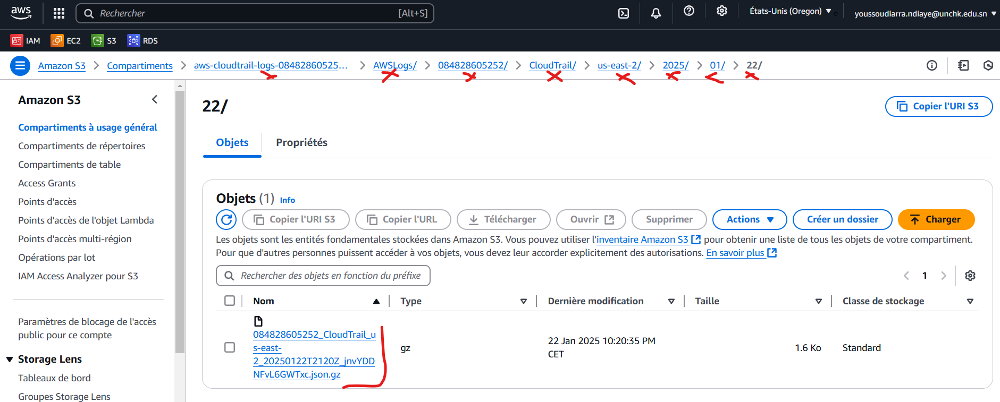 aws
Rechercher [Alt+S]
États-Unis (Oregon)
youssoudiarra.ndiaye@unchk.edu.sn
IAM EC2 S3 RDS
Amazon S3 > Compartiments > aws-cloudtrail-logs-08482860525... > AWSLogs/ > 084828605252/ > CloudTrail/ > us-east-2/ > 2025/ > 01/ > 22/
Amazon S3
Compartiments à usage général
Compartiments de répertoires
Compartiments de table
Access Grants
Points d'accès
Points d'accès de l'objet Lambda
Points d'accès multi-région
Opérations par lot
IAM Access Analyzer pour S3
Paramètres de blocage de l'accès
public pour ce compte
Storage Lens
Tableaux de bord
Groupes Storage Lens
22/
Copier l'URI S3
Objets Propriétés
Objets (1) Info
Copier l'URI S3 Copier l'URL Télécharger Ouvrir Supprimer Actions Créer un dossier Charger
Les objets sont les entités fondamentales stockées dans Amazon S3. Vous pouvez utiliser l'inventaire Amazon S3 pour obtenir une liste de tous les objets de votre compartiment.
Pour que d'autres personnes puissent accéder à vos objets, vous devez leur accorder explicitement des autorisations. En savoir plus
Rechercher des objets en fonction du préfixe
1
Nom Type Dernière modification Taille Classe de stockage
084828605252_CloudTrail_u
s-east-
2_20250122T2120Z_jnvYDD
NFvL6GWTxc.json.gz
gz
22 Jan 2025 10:20:35 PM
CET
1.6 Ko
Standard